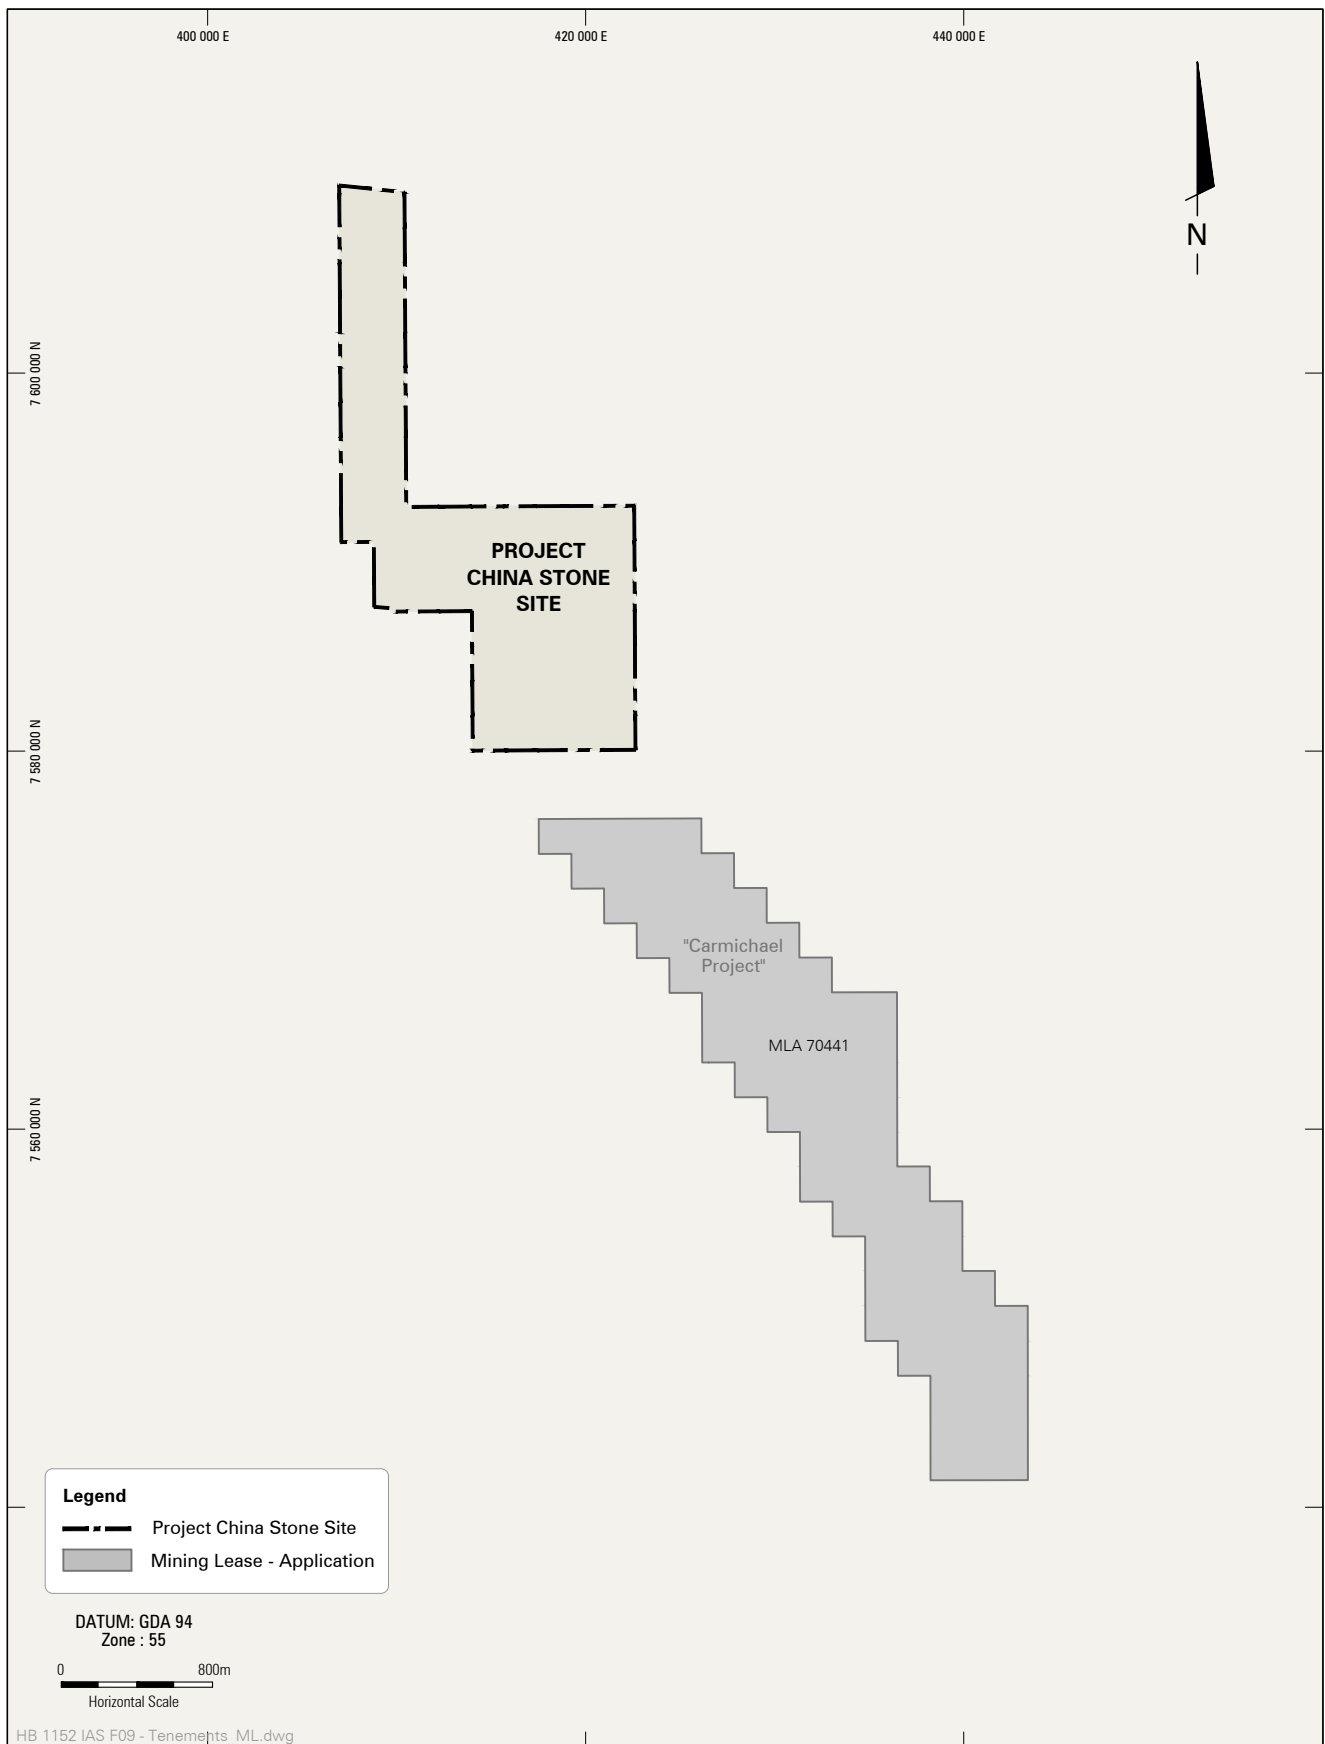 400 000 E
420 000 E
440 000 E
N
7 600 000 N
PROJECT
CHINA STONE
SITE
7 580 000 N
"Carmichael
Project"
MLA 70441
7 560 000 N
Legend
Project China Stone Site
Mining Lease - Application
DATUM: GDA 94
Zone : 55
0 800m
Horizontal Scale
HB 1152 IAS F09 - Tenements ML.dwg